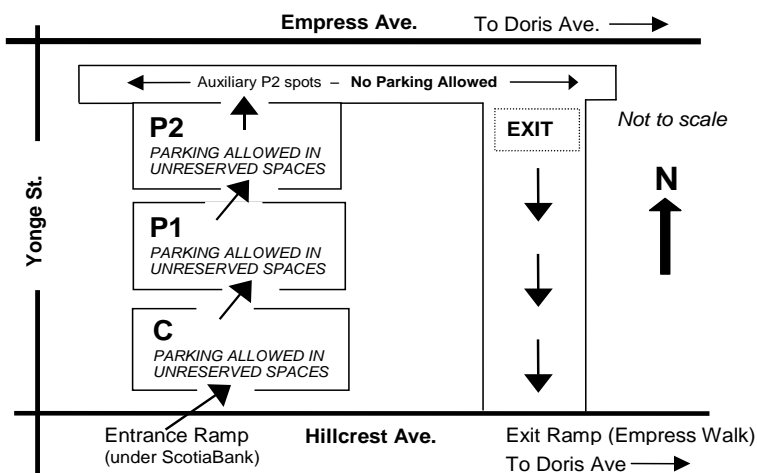 Empress Ave. To Doris Ave.
Auxiliary P2 spots – No Parking Allowed
P2
PARKING ALLOWED IN
UNRESERVED SPACES
EXIT
Not to scale
N
Yonge St.
P1
PARKING ALLOWED IN
UNRESERVED SPACES
C
PARKING ALLOWED IN
UNRESERVED SPACES
Entrance Ramp
(under ScotiaBank)
Hillcrest Ave.
Exit Ramp (Empress Walk)
To Doris Ave